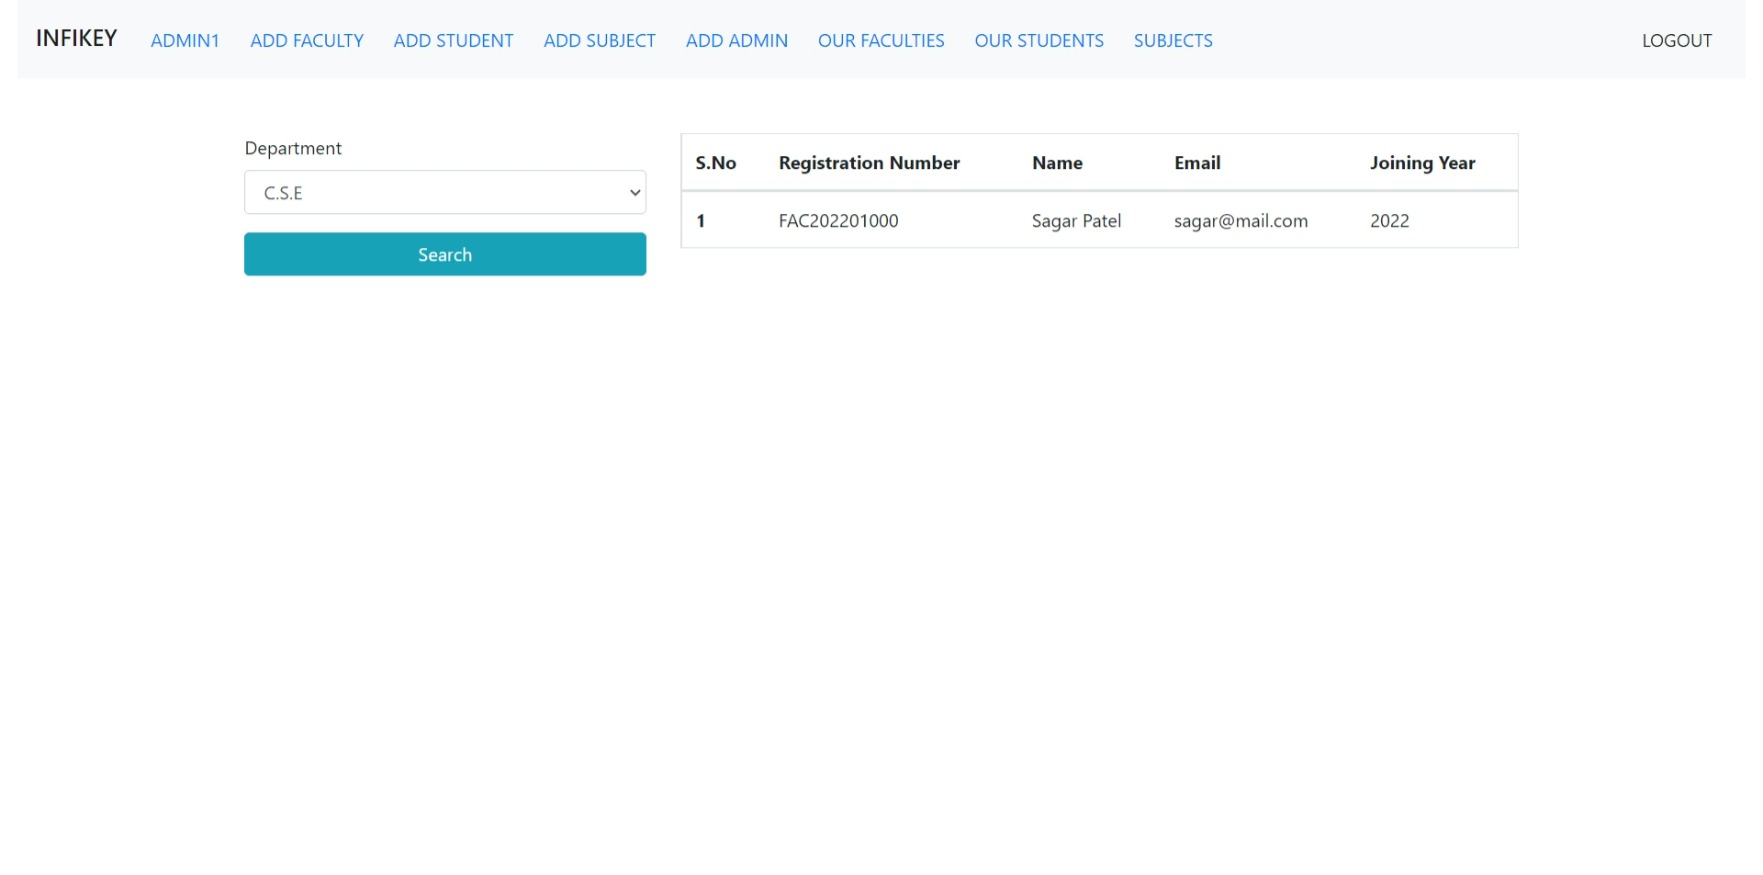 INFIKEY ADMIN1 ADD FACULTY ADD STUDENT ADD SUBJECT ADD ADMIN OUR FACULTIES OUR STUDENTS SUBJECTS LOGOUT
Department
C.S.E
Search
S.No Registration Number Name Email Joining Year
1 FAC202201000 Sagar Patel sagar@mail.com 2022